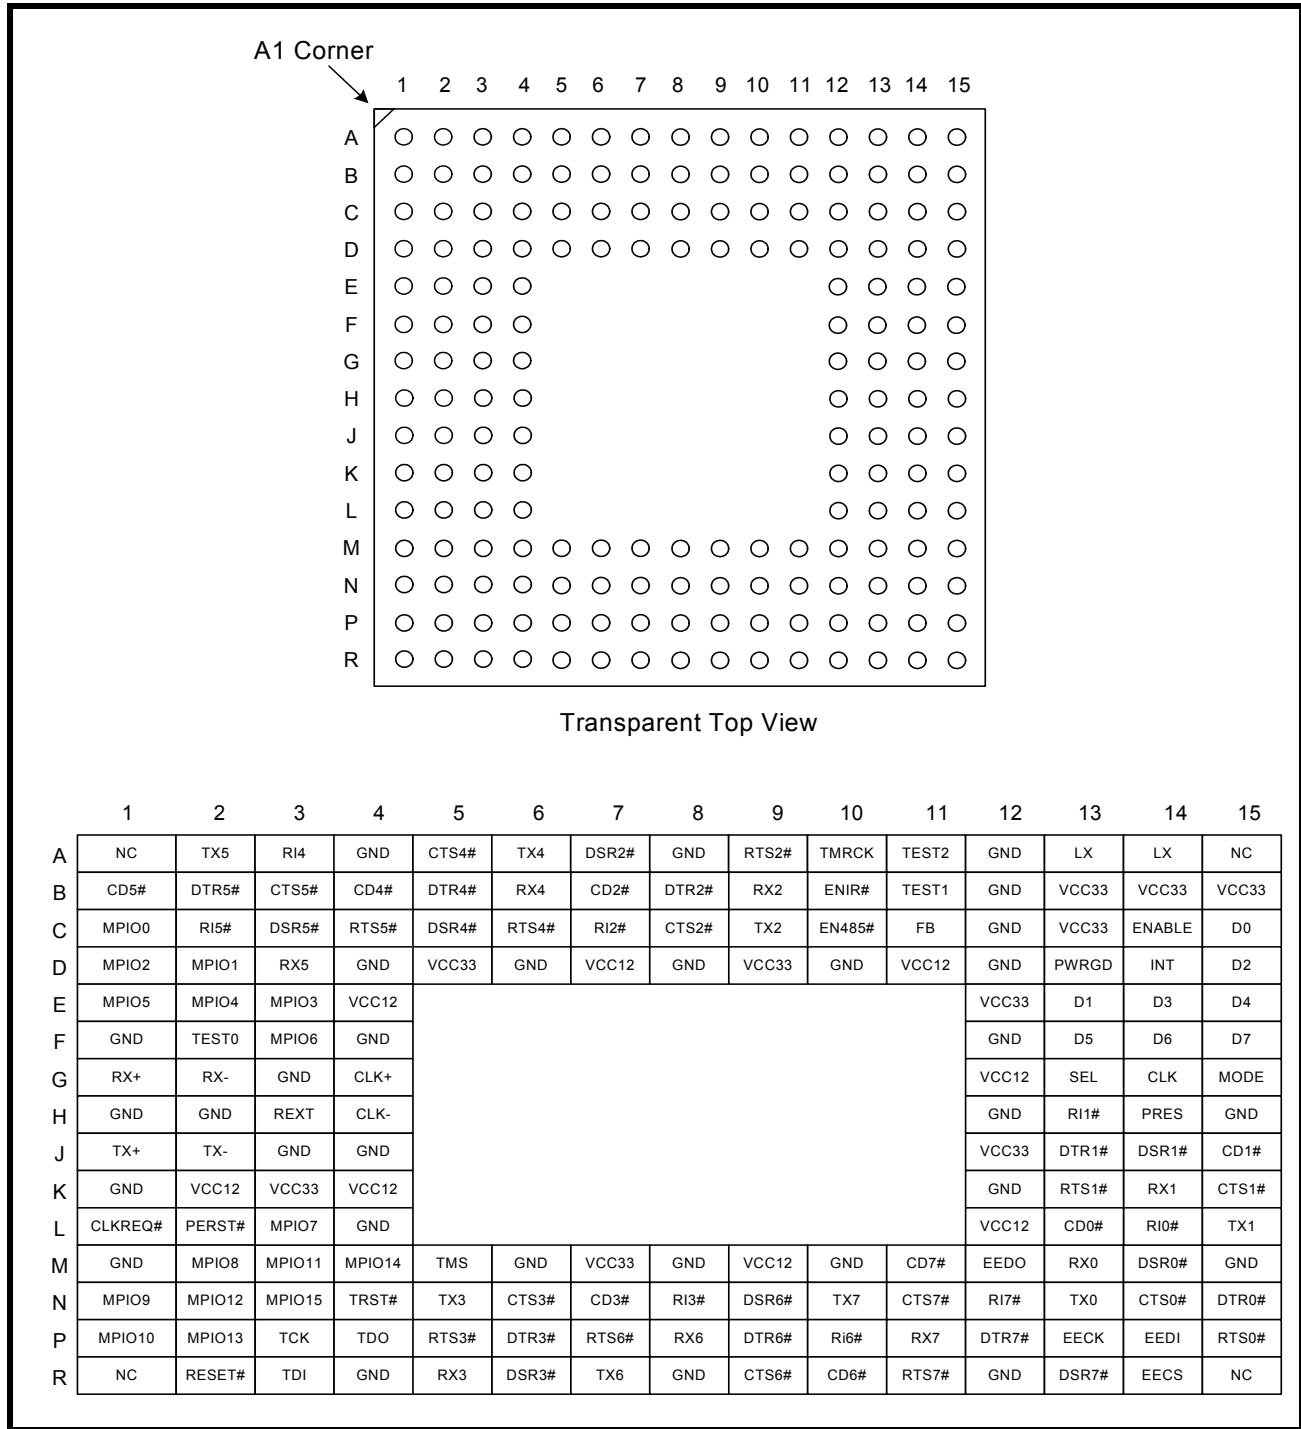 A1 Corner
1 2 3 4 5 6 7 8 9 10 11 12 13 14 15
A
B
C
D
E
F
G
H
J
K
L
M
N
P
R
Transparent Top View
1 2 3 4 5 6 7 8 9 10 11 12 13 14 15
A NC TX5 RI4 GND CTS4# TX4 DSR2# GND RTS2# TMRCK TEST2 GND LX LX NC
B CD5# DTR5# CTS5# CD4# DTR4# RX4 CD2# DTR2# RX2 ENIR# TEST1 GND VCC33 VCC33 VCC33
C MPIO0 RI5# DSR5# RTS5# DSR4# RTS4# RI2# CTS2# TX2 EN485# FB GND VCC33 ENABLE D0
D MPIO2 MPIO1 RX5 GND VCC33 GND VCC12 GND VCC33 GND VCC12 GND PWRGD INT D2
E MPIO5 MPIO4 MPIO3 VCC12 VCC33 D1 D3 D4
F GND TEST0 MPIO6 GND GND D5 D6 D7
G RX+ RX- GND CLK+ VCC12 SEL CLK MODE
H GND GND REXT CLK- GND RI1# PRES GND
J TX+ TX- GND GND VCC33 DTR1# DSR1# CD1#
K GND VCC12 VCC33 VCC12 GND RTS1# RX1 CTS1#
L CLKREQ# PERST# MPIO7 GND VCC12 CD0# RI0# TX1
M GND MPIO8 MPIO11 MPIO14 TMS GND VCC33 GND VCC12 GND CD7# EEDO RX0 DSR0# GND
N MPIO9 MPIO12 MPIO15 TRST# TX3 CTS3# CD3# RI3# DSR6# TX7 CTS7# RI7# TX0 CTS0# DTR0#
P MPIO10 MPIO13 TCK TDO RTS3# DTR3# RTS6# RX6 DTR6# Ri6# RX7 DTR7# EECK EEDI RTS0#
R NC RESET# TDI GND RX3 DSR3# TX6 GND CTS6# CD6# RTS7# GND DSR7# EECS NC